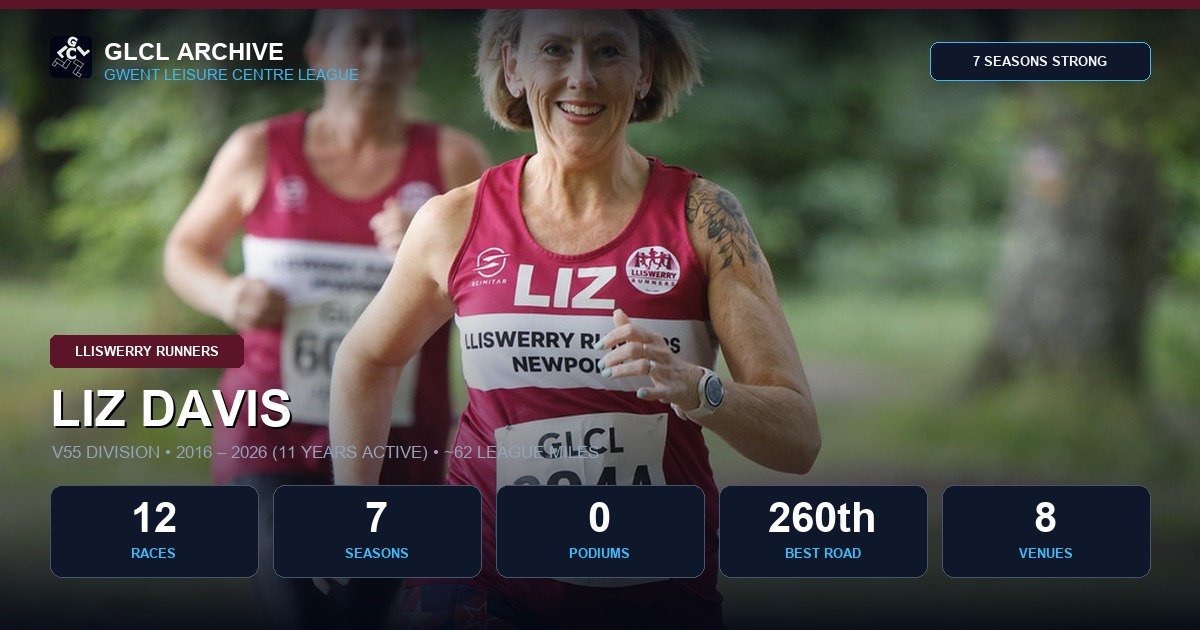 GLCL ARCHIVE
GWENT LEISURE CENTRE LEAGUE
7 SEASONS STRONG
SCIMITAR
LIZ
LLISWERRY
RUNNERS
LLISWERRY
NEWPO
GLCL
LLISWERRY RUNNERS
LIZ DAVIS
V55 DIVISION • 2016 – 2026 (11 YEARS ACTIVE) • ~62 LEAGUE MILES
12
RACES
7
SEASONS
0
PODIUMS
260th
BEST ROAD
8
VENUES